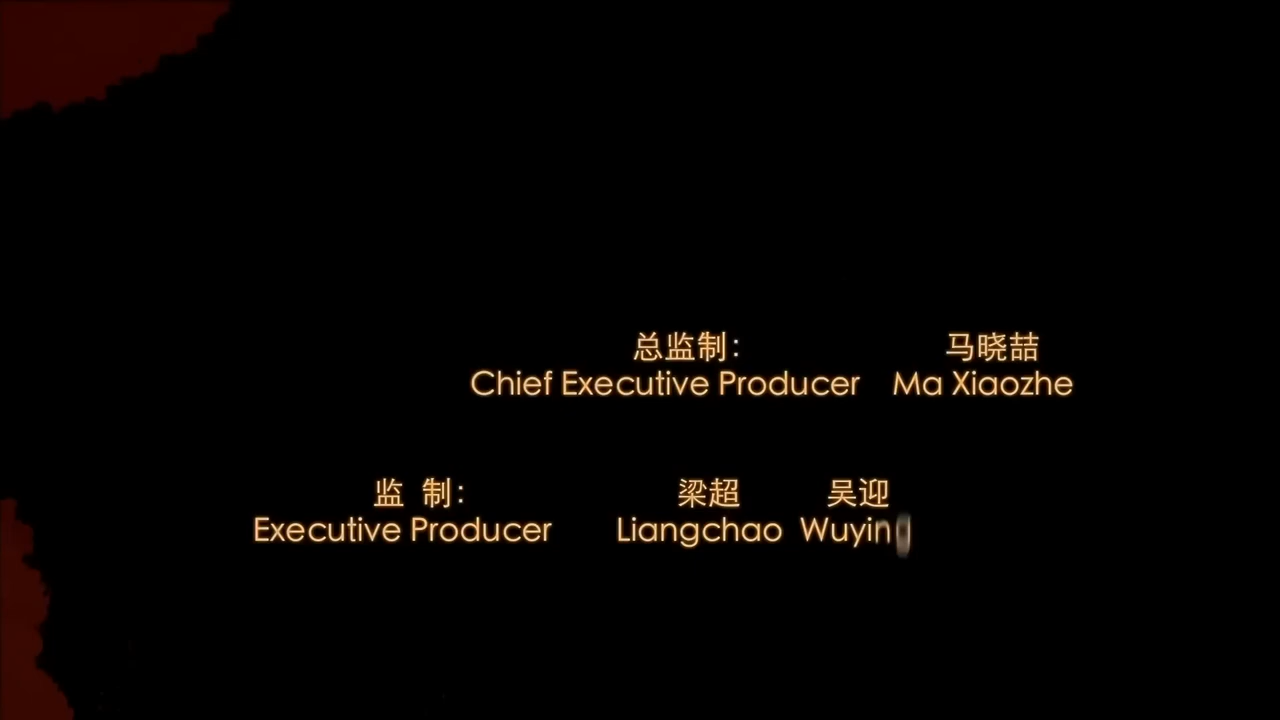 总监制： 马晓喆
Chief Executive Producer Ma Xiaozhe
监 制： 梁超 吴迎
Executive Producer Liangchao Wuying